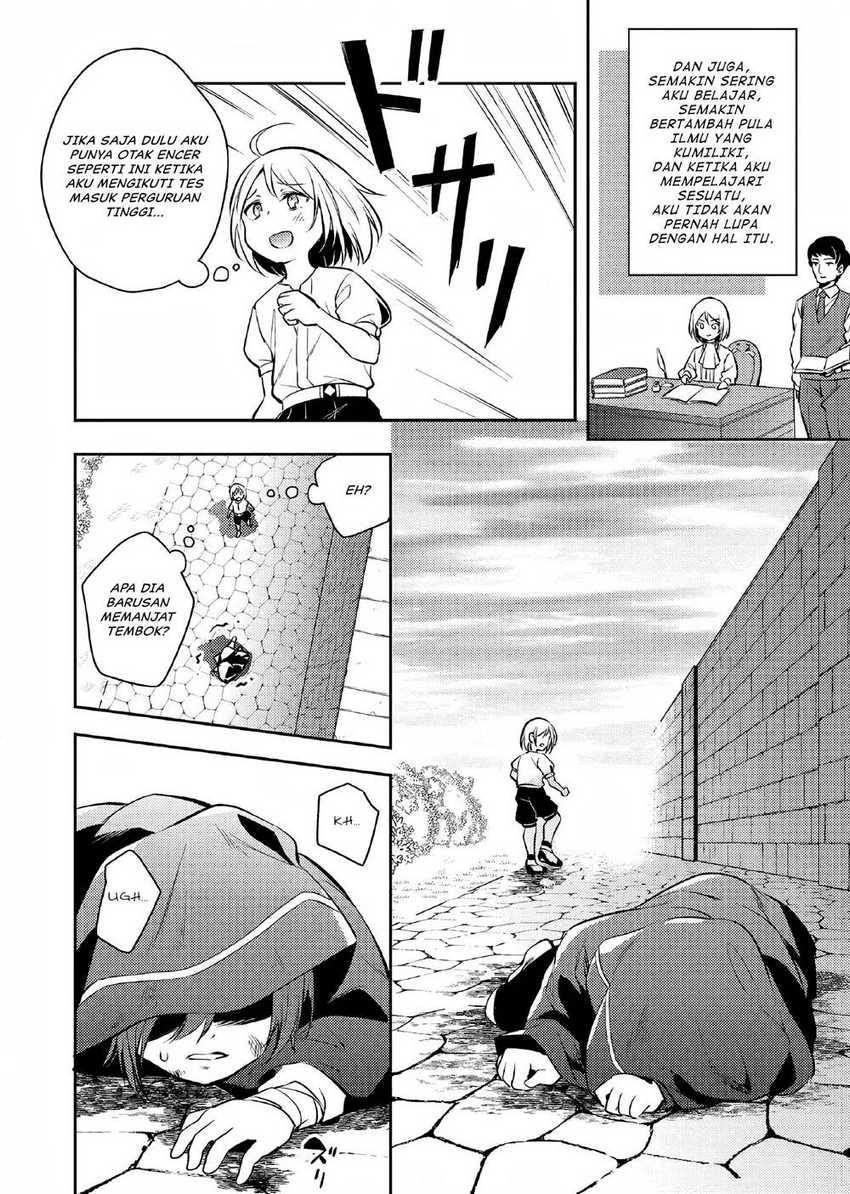 DAN JUGA,
SEMAKIN SERING
AKU BELAJAR,
SEMAKIN
BERTAMBAH PULA
ILMU YANG
KUMILIKI,
DAN KETIKA AKU
MEMPELAJARI
SESUATU,
AKU TIDAK AKAN
PERNAH LUPA
DENGAN HAL ITU.
ドサッ
JIKA SAJA DULU AKU
PUNYA OTAK ENCER
SEPERTI INI KETIKA
AKU MENGIKUTI TES
MASUK PERGURUAN
TINGGI...
EH?
APA DIA
BARUSAN
MEMANJAT
TEMBOK?
KH...
UGH...
ズリ